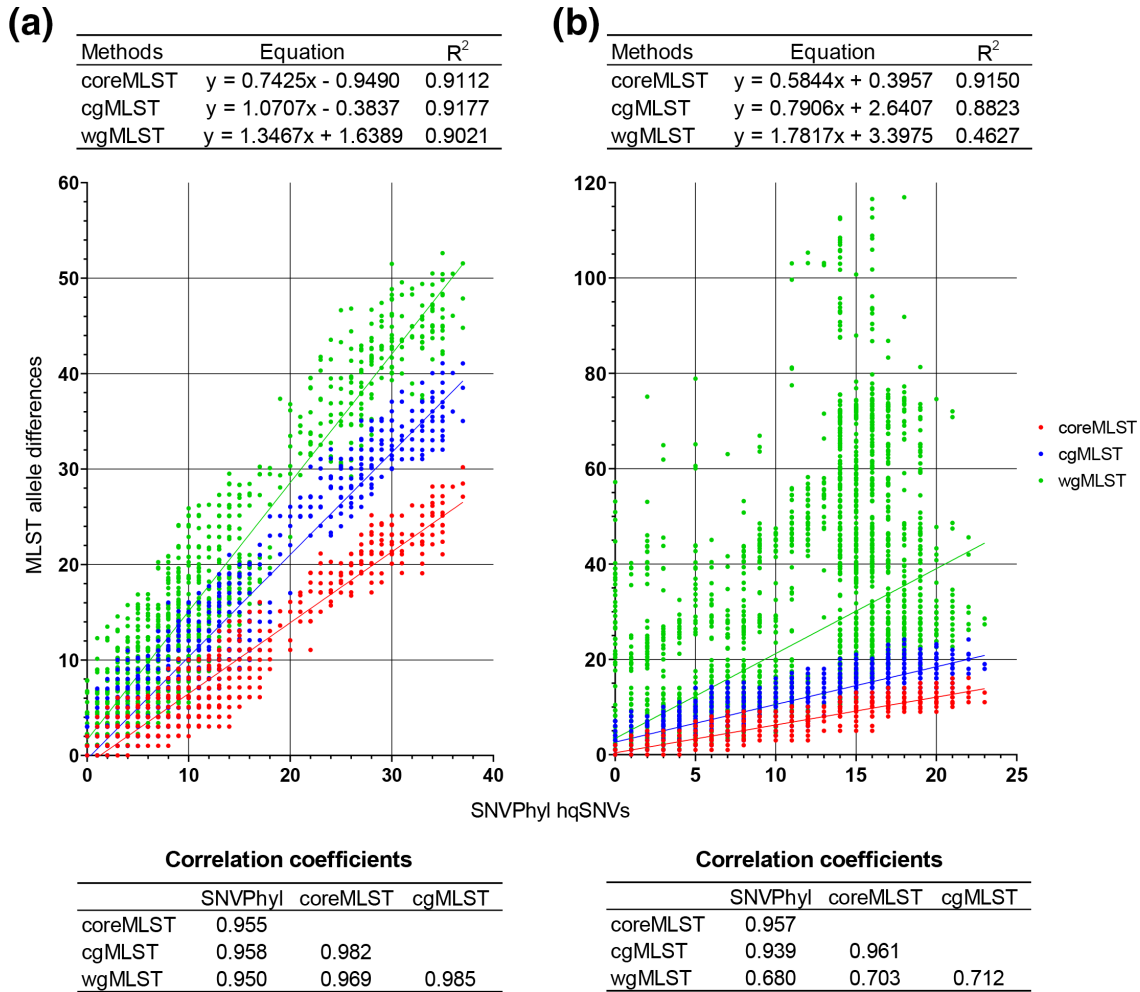 (a)
Methods Equation R2
coreMLST y = 0.7425x - 0.9490 0.9112
cgMLST y = 1.0707x - 0.3837 0.9177
wgMLST y = 1.3467x + 1.6389 0.9021
60
50
40
30
20
10
0
0 10 20 30 40
MLST allele differences
(b)
Methods Equation R2
coreMLST y = 0.5844x + 0.3957 0.9150
cgMLST y = 0.7906x + 2.6407 0.8823
wgMLST y = 1.7817x + 3.3975 0.4627
120
100
80
60
40
20
0
0 5 10 15 20 25
coreMLST
cgMLST
wgMLST
SNVPhyl hqSNVs
Correlation coefficients
SNVPhyl coreMLST cgMLST
coreMLST 0.955
cgMLST 0.958 0.982
wgMLST 0.950 0.969 0.985
Correlation coefficients
SNVPhyl coreMLST cgMLST
coreMLST 0.957
cgMLST 0.939 0.961
wgMLST 0.680 0.703 0.712